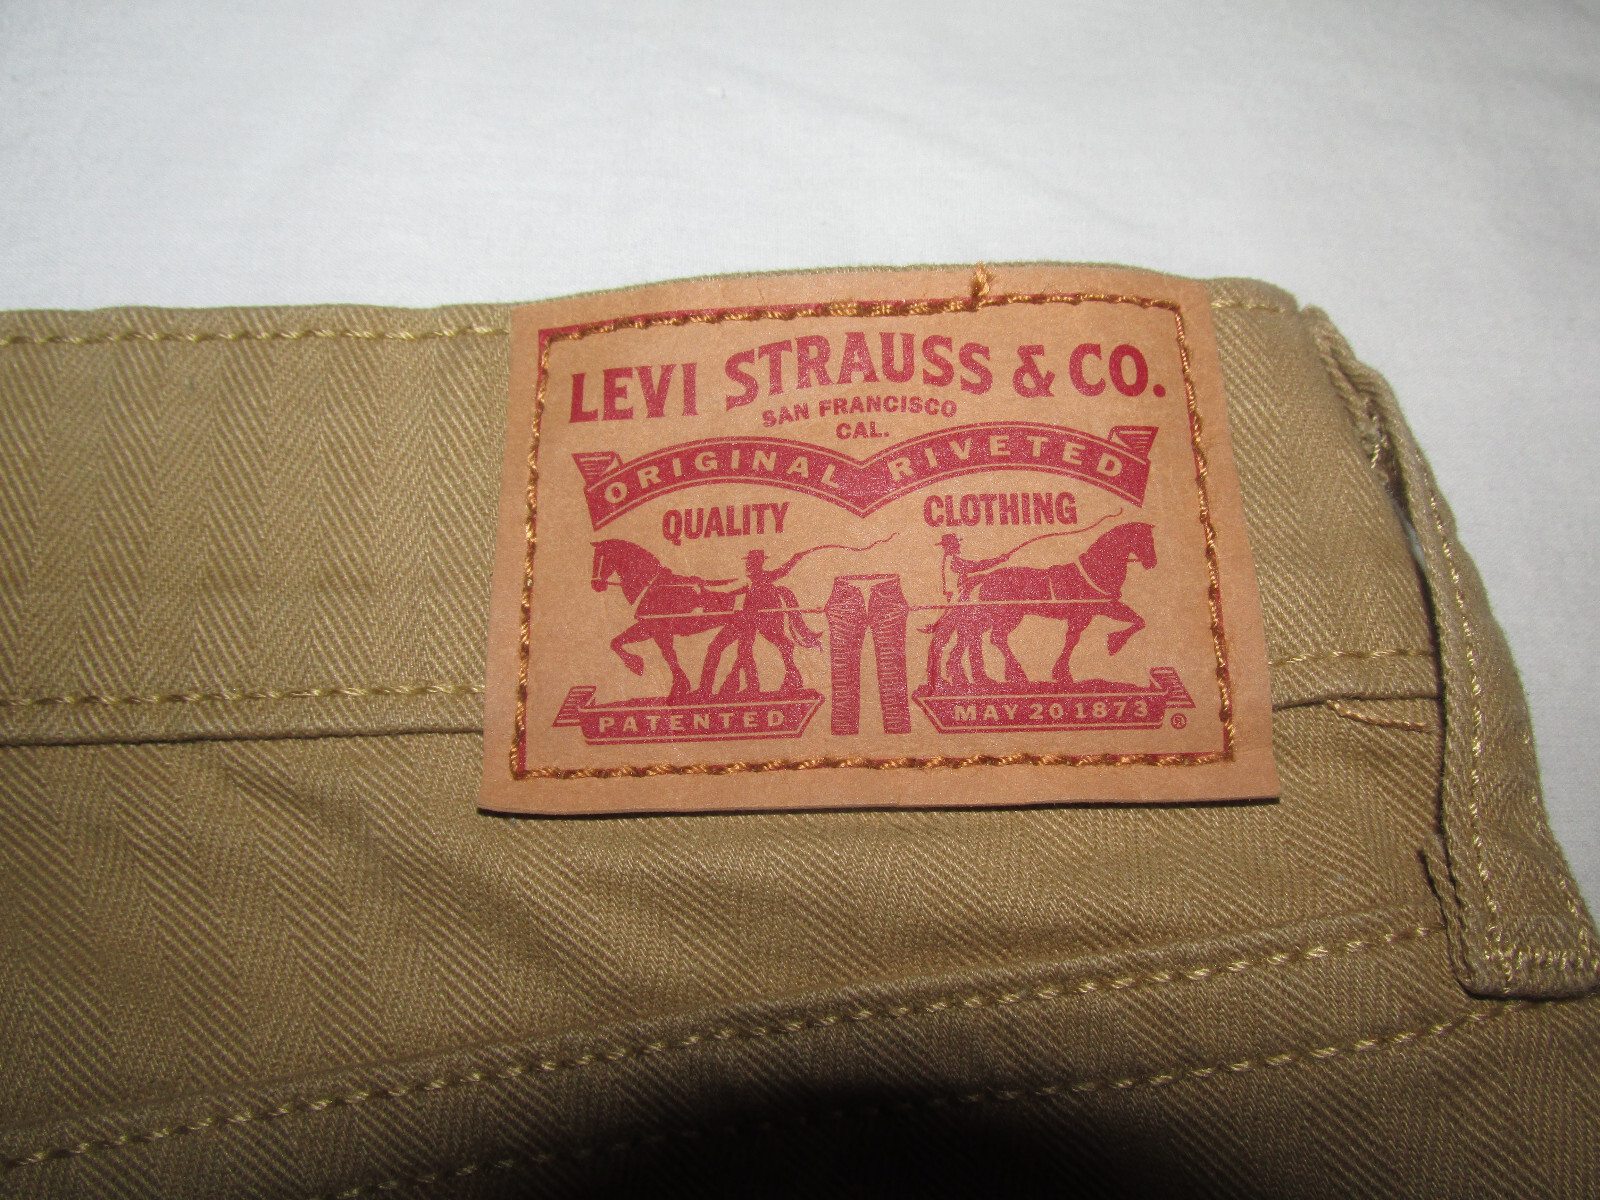 LEVI STRAUSS & CO.
SAN FRANCISCO
CAL.
ORIGINAL RIVETED
QUALITY CLOTHING
PATENTED MAY 20 1873 ®